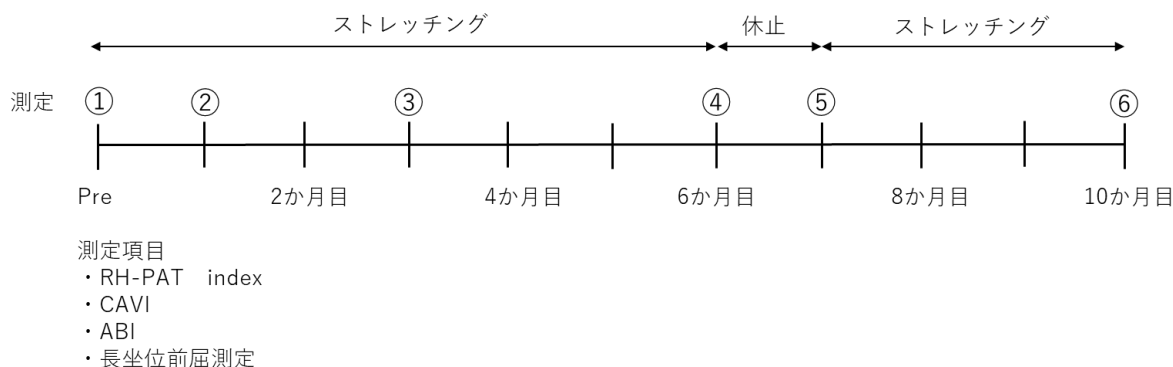 ストレッチング 休止 ストレッチング
測定 ① ② ③ ④ ⑤ ⑥
Pre 2か月目 4か月目 6か月目 8か月目 10か月目
測定項目
・RH-PAT index
・CAVI
・ABI
・長坐位前屈測定